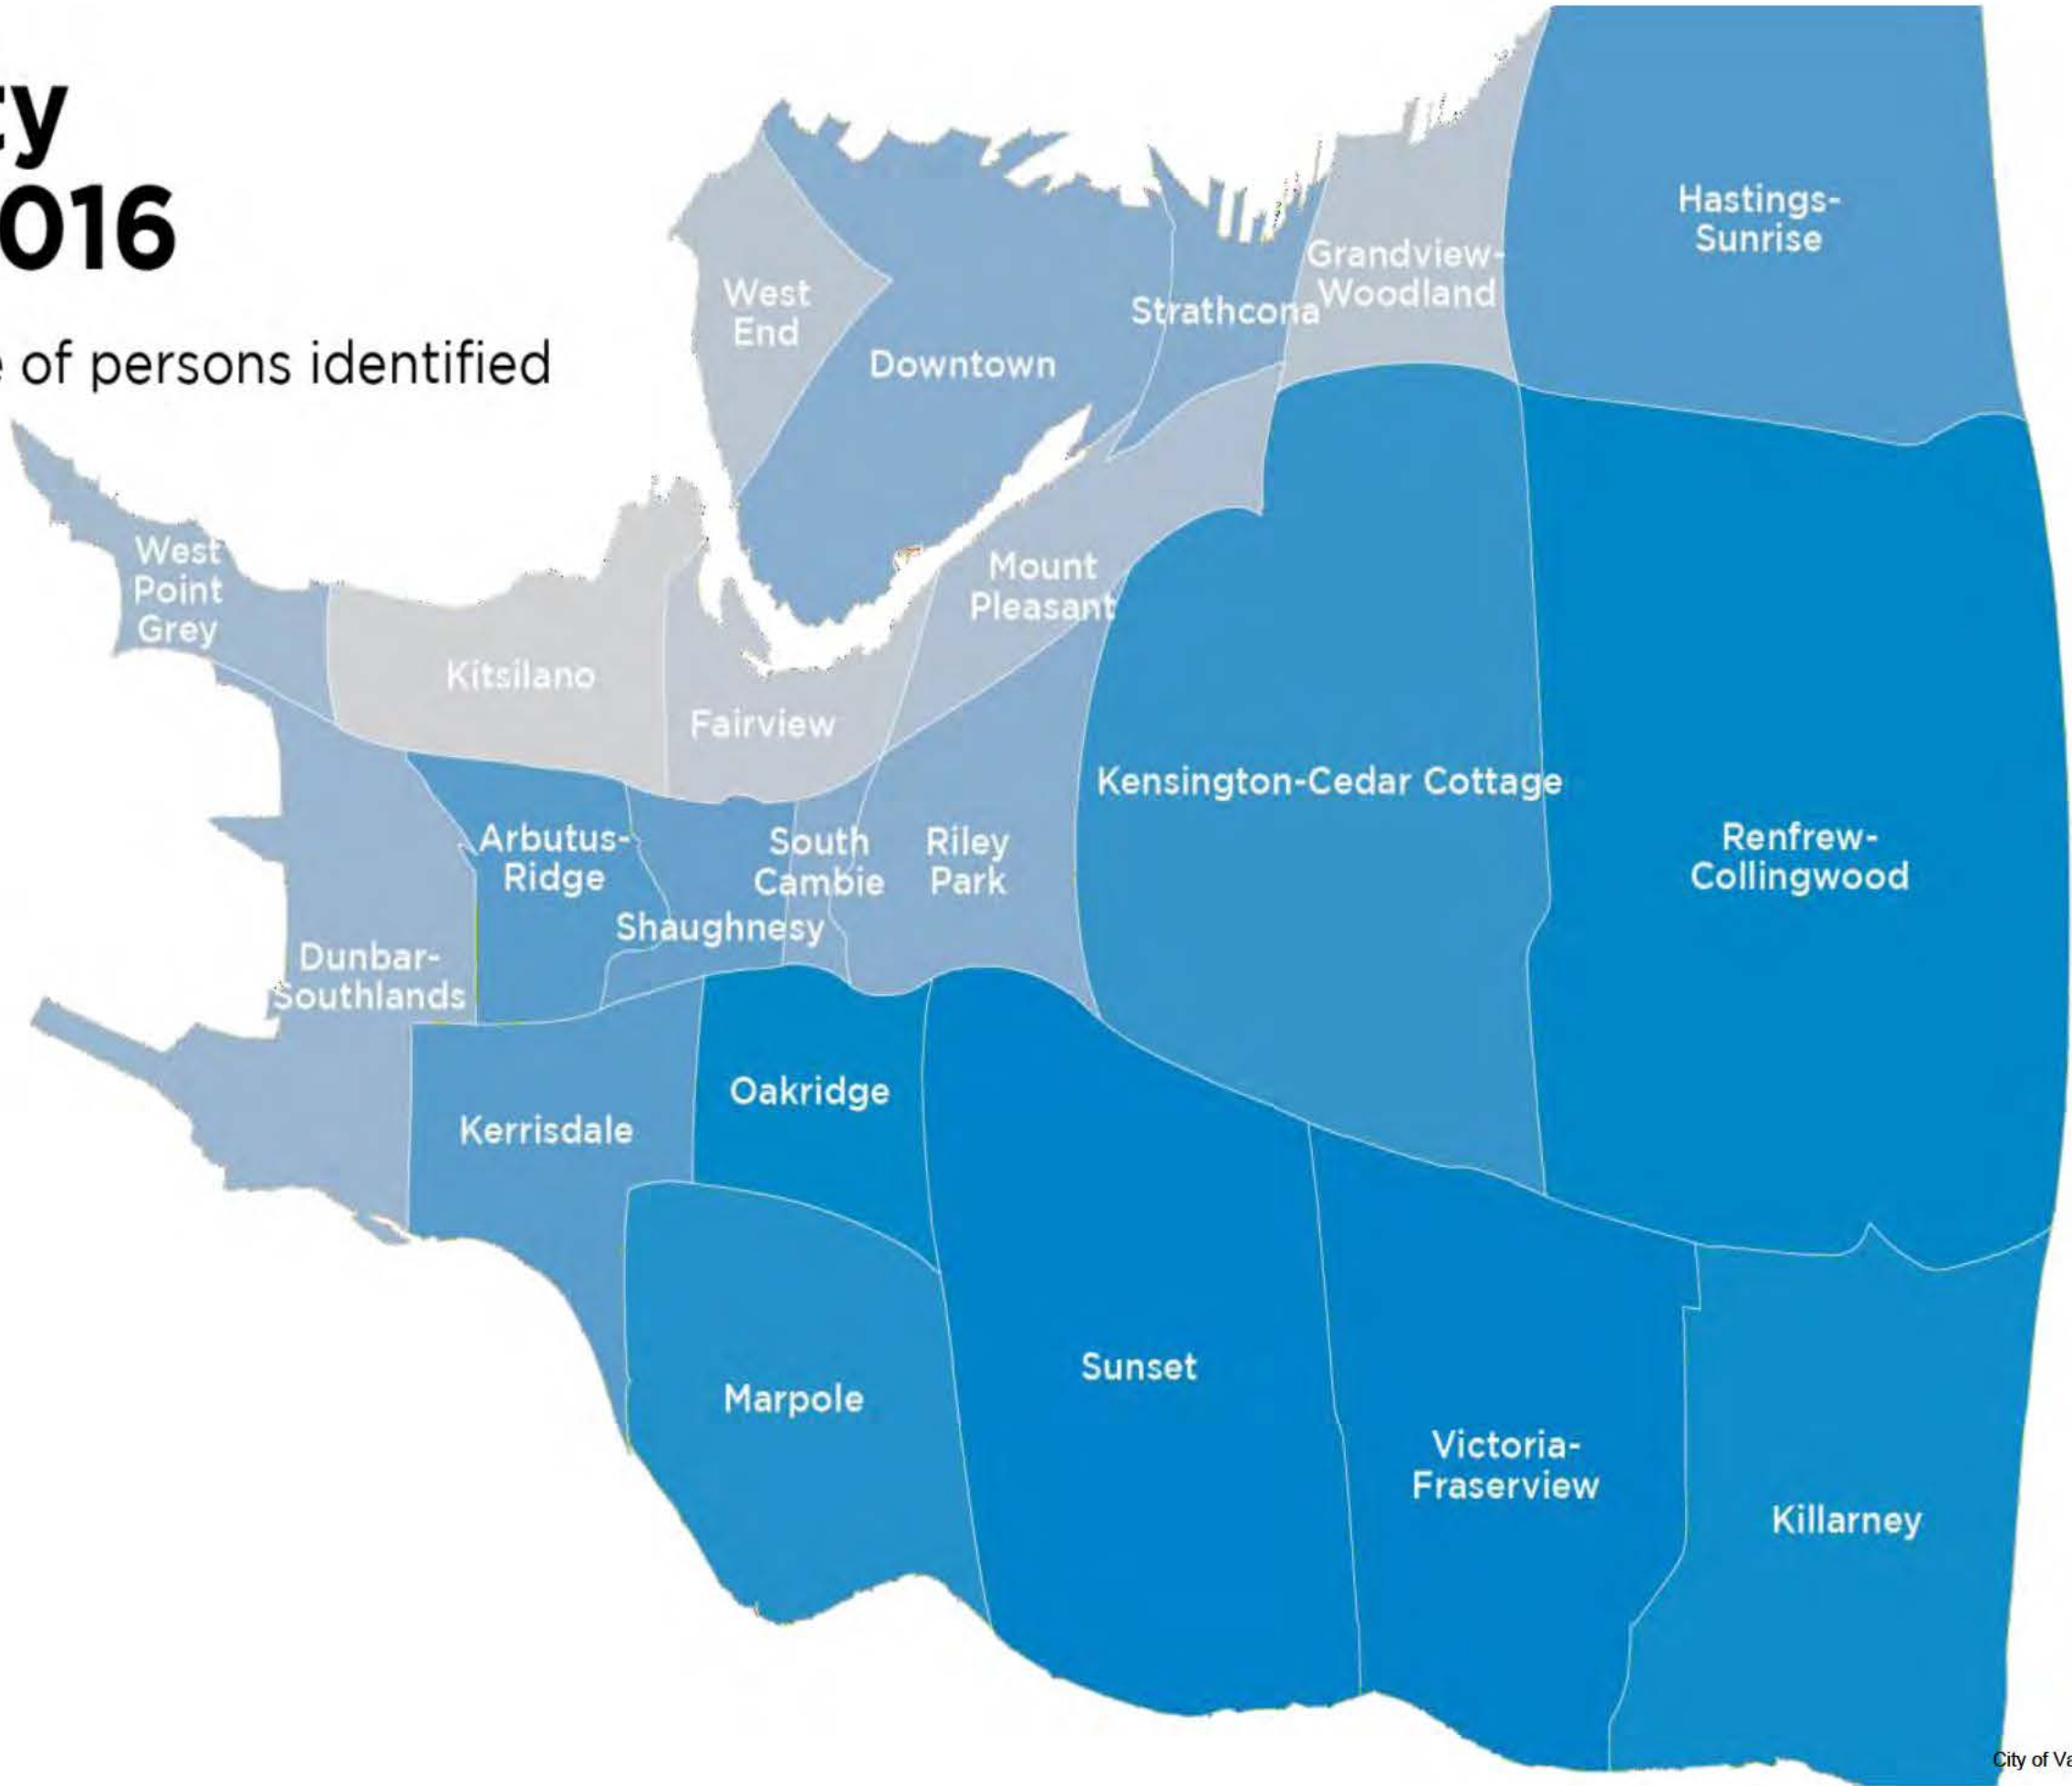 ty
016
e of persons identified
Hastings-
Sunrise
Grandview-
Woodland
West
End
Strathcona
Downtown
West
Point
Grey
Mount
Pleasant
Kitsilano
Fairview
Kensington-Cedar Cottage
Arbutus-
Ridge
South
Cambie
Riley
Park
Renfrew-
Collingwood
Shaughnesy
Dunbar-
Southlands
Oakridge
Kerrisdale
Sunset
Marpole
Victoria-
Fraserview
Killarney
City of Va